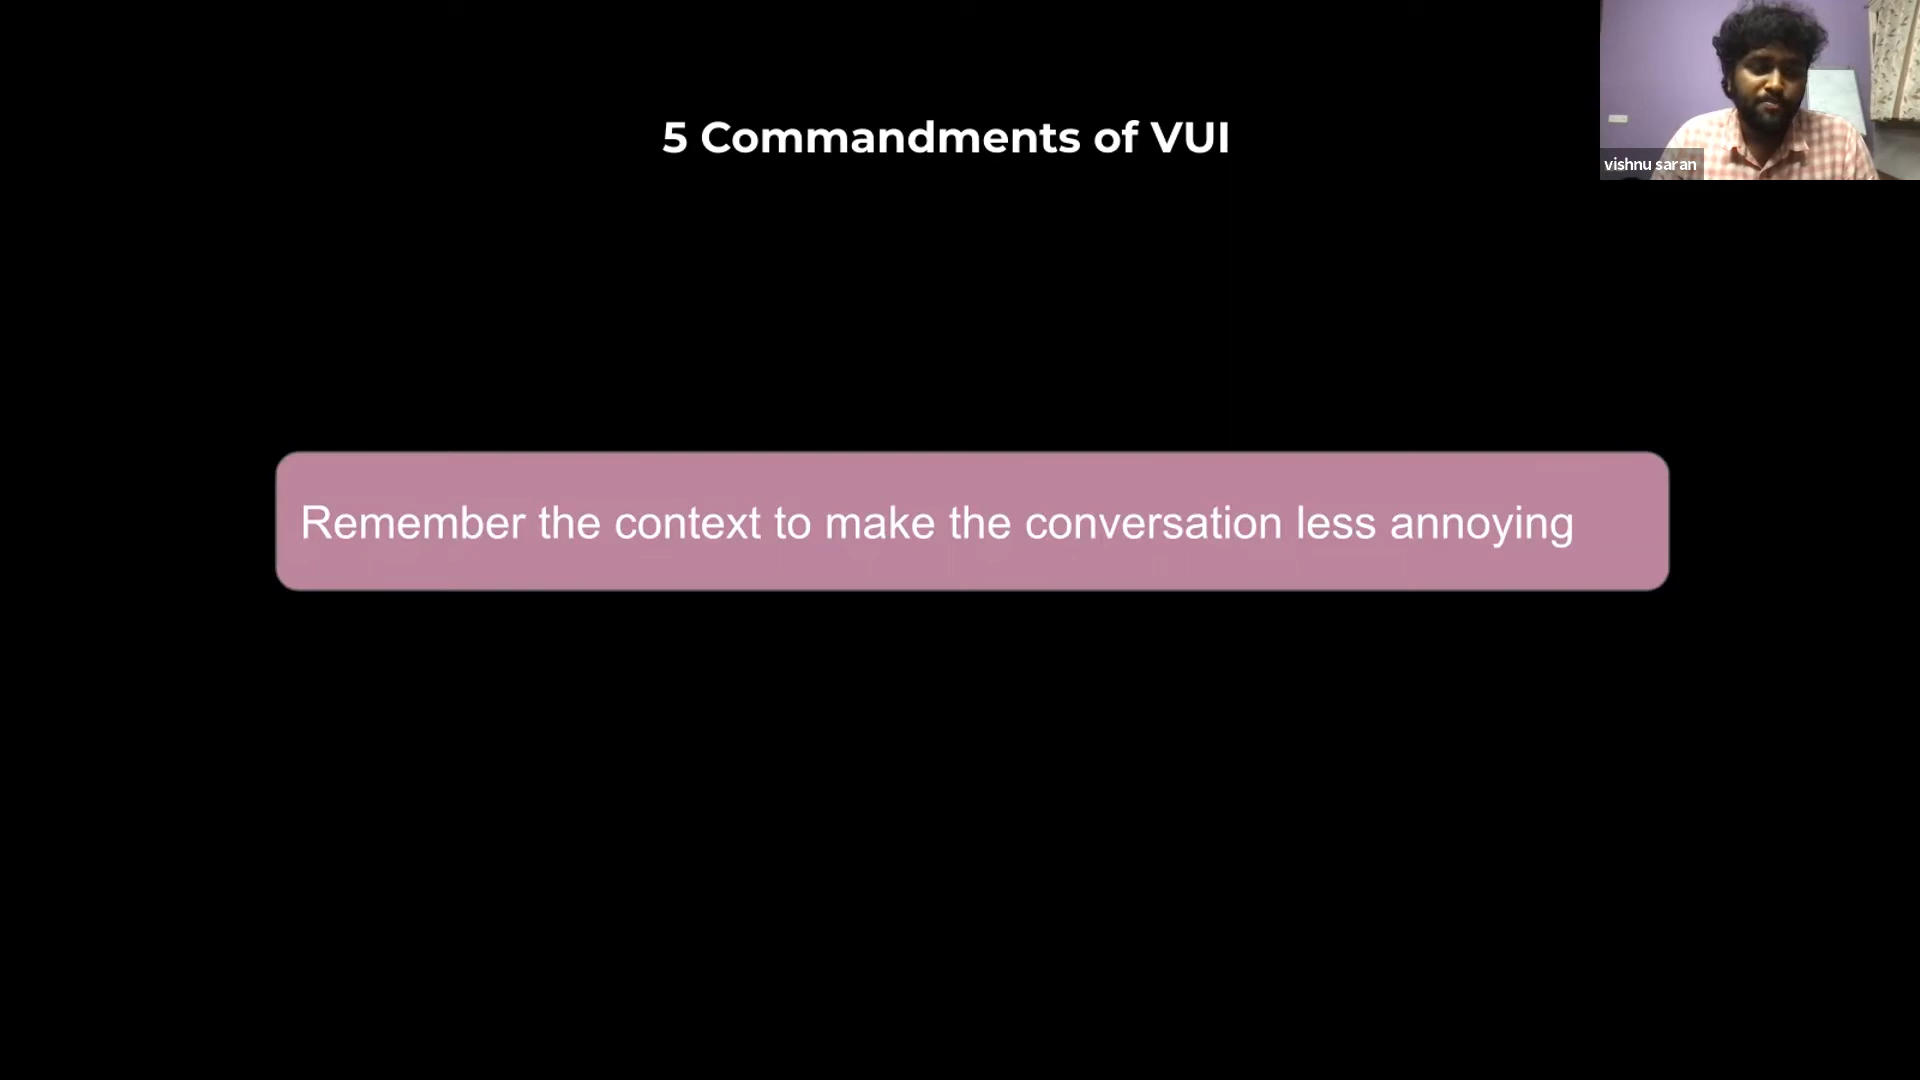 5 Commandments of VUI
vishnu saran
Remember the context to make the conversation less annoying